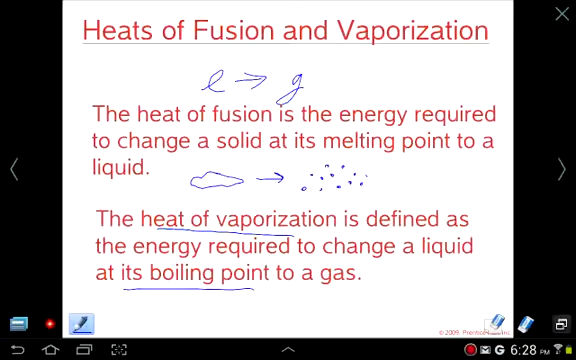 Heats of Fusion and Vaporization
l → g
The heat of fusion is the energy required
to change a solid at its melting point to a
liquid.
The heat of vaporization is defined as
the energy required to change a liquid
at its boiling point to a gas.
© 2009, Prentice-Hall, Inc.
6:28 PM